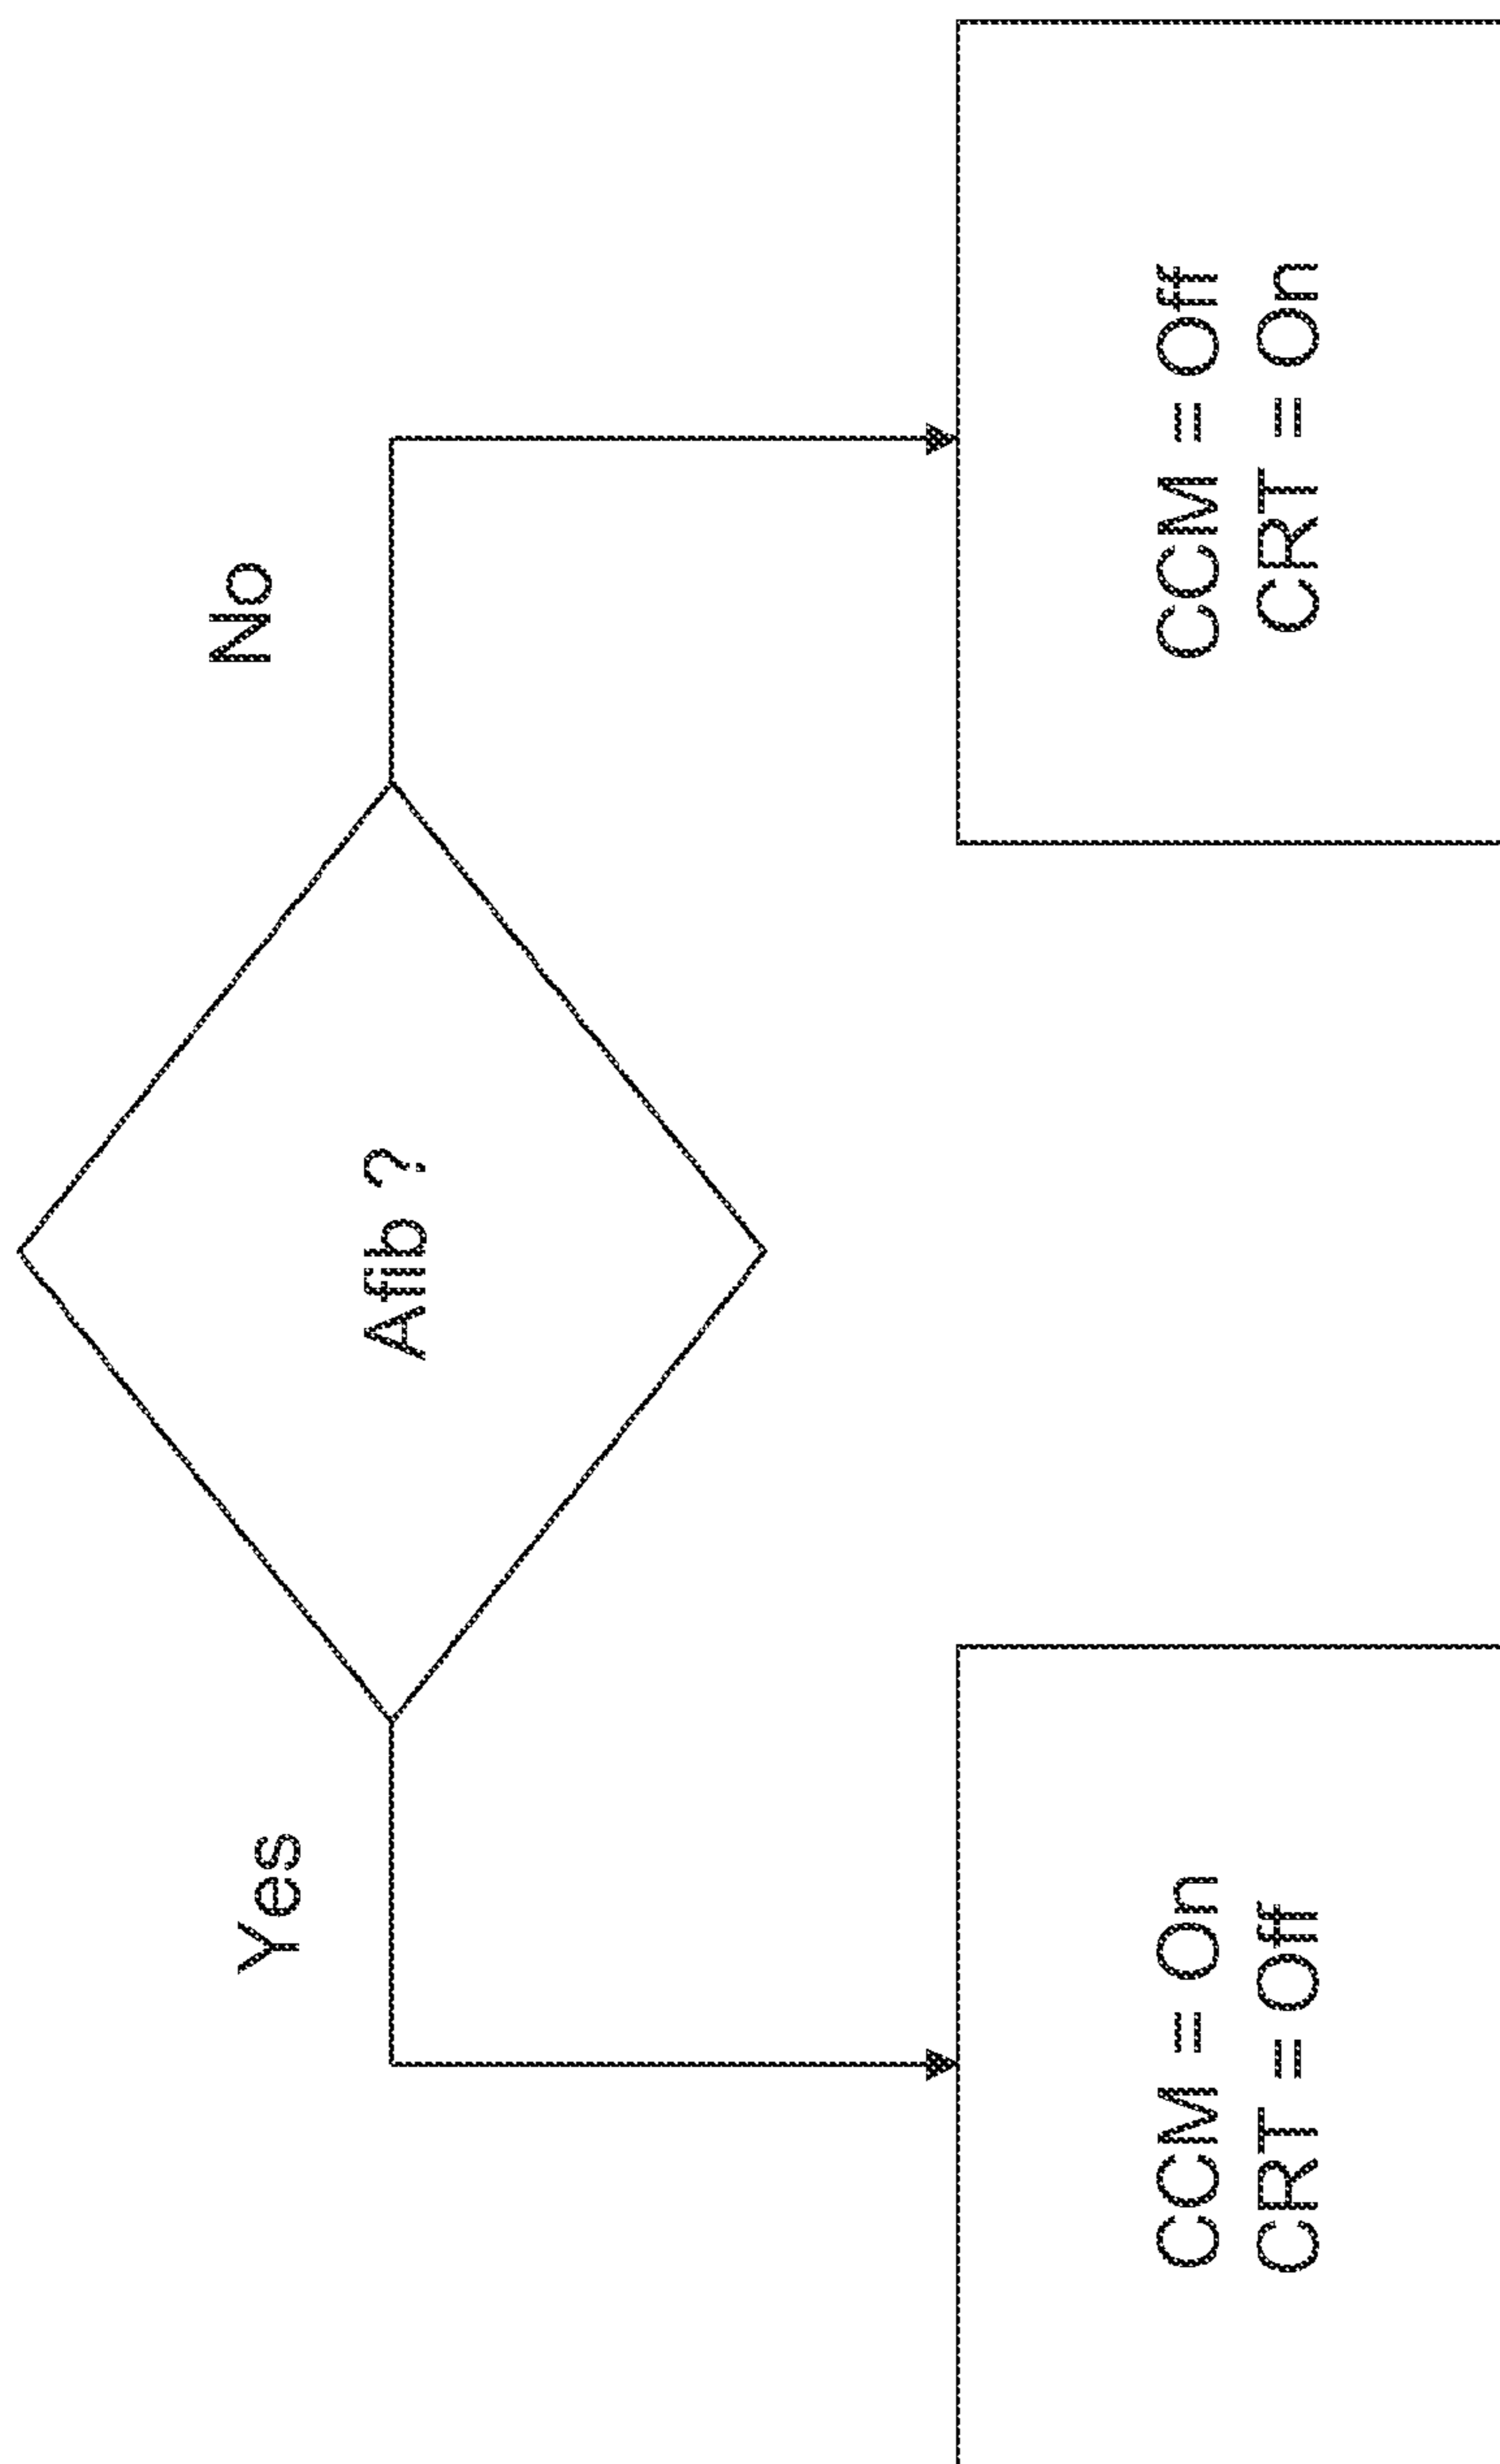 Yes
No
Afib ?
CCM = On
CRT = Off
CCM = Off
CRT = On